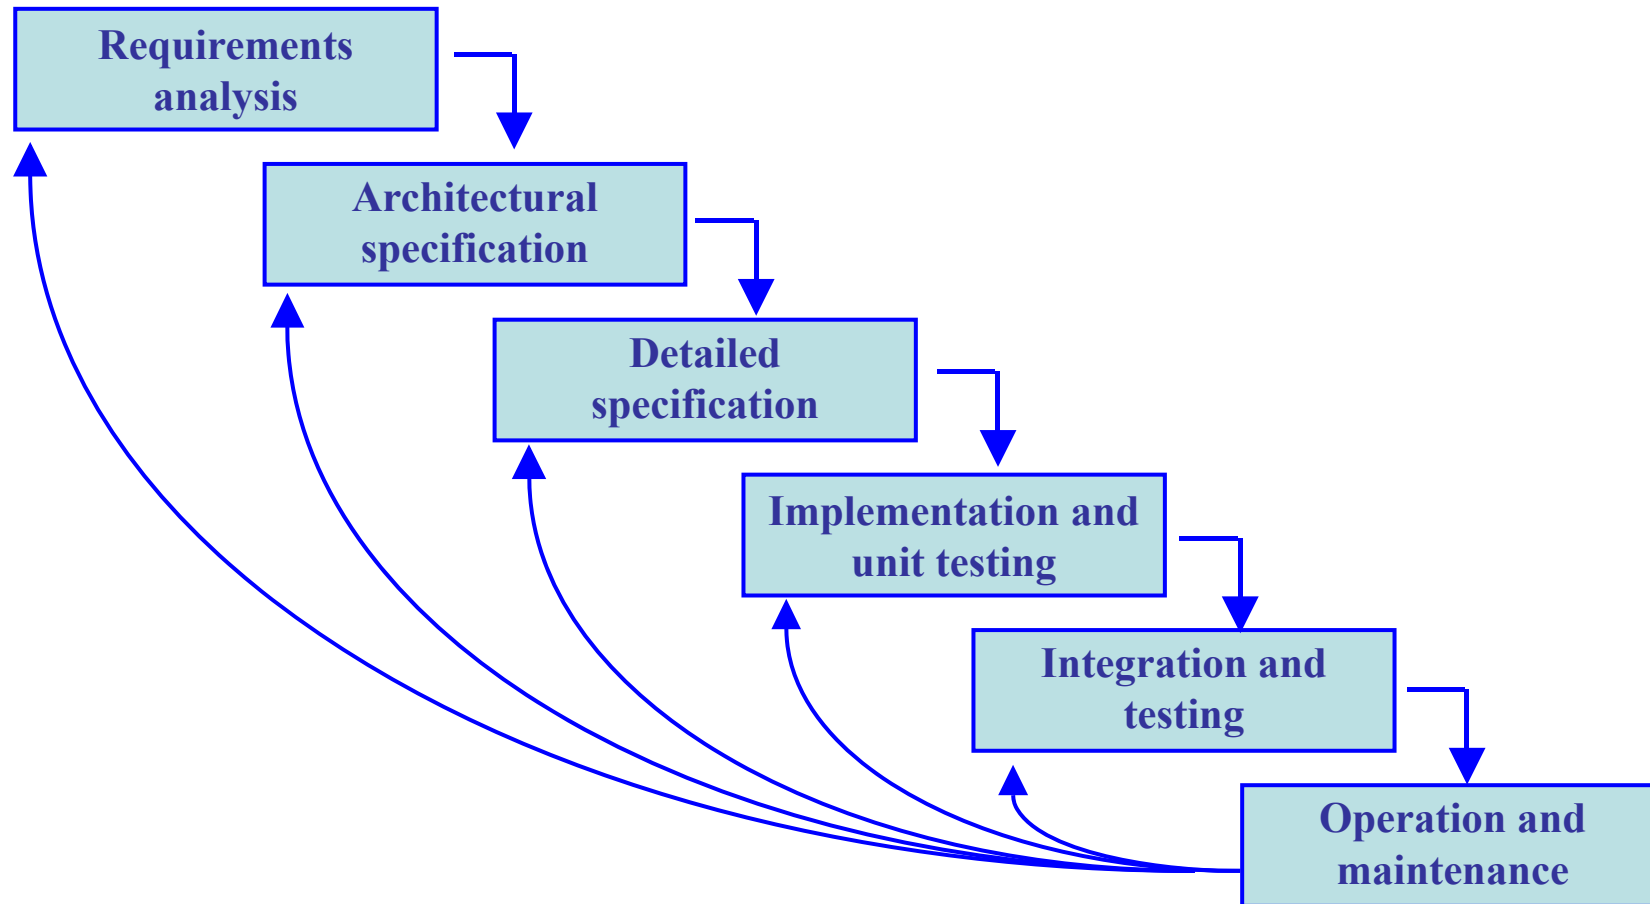 Requirements
analysis
Architectural
specification
Detailed
specification
Implementation and
unit testing
Integration and
testing
Operation and
maintenance